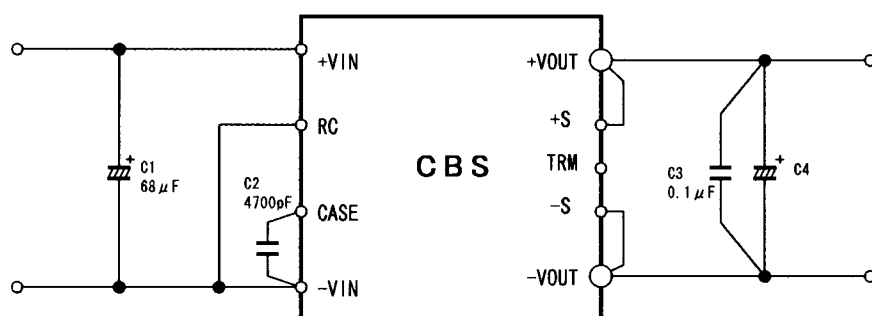 +VIN
+VOUT
RC
+S
+
C1
68μF
CBS
TRM
C3
0.1μF
+
C4
C2
4700pF
CASE
-S
-VIN
-VOUT